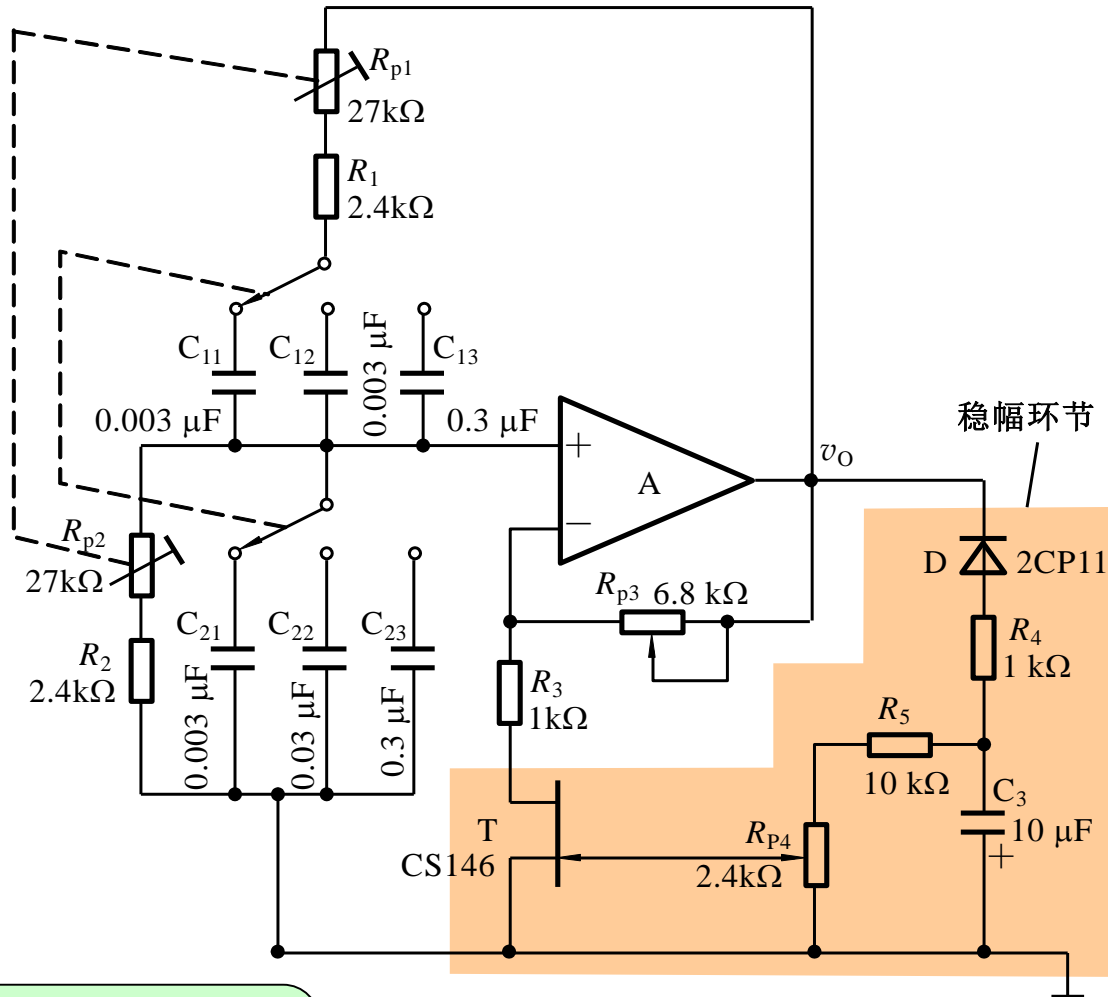 Rp1
27kΩ
R1
2.4kΩ
C11
C12
0.003 μF
C13
0.003 μF
0.3 μF
+
−
A
vO
稳幅环节
Rp2
27kΩ
R2
2.4kΩ
C21
C22
C23
0.003 μF
0.03 μF
0.3 μF
Rp3 6.8 kΩ
R3
1kΩ
D 2CP11
R4
1 kΩ
R5
10 kΩ
C3
10 μF
+
T
CS146
RP4
2.4kΩ